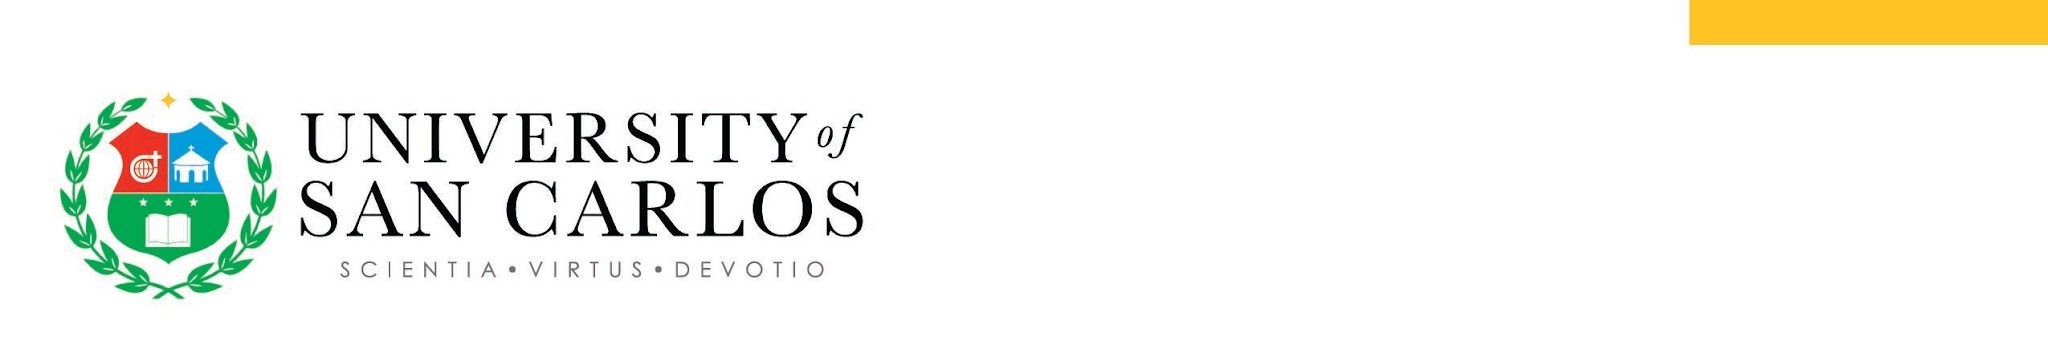 UNIVERSITY of
SAN CARLOS
SCIENTIA • VIRTUS • DEVOTIO